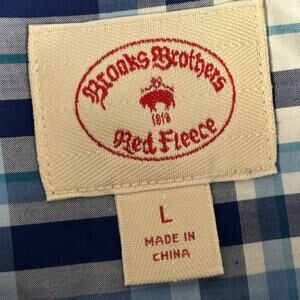 Brooks Brothers
1818
Red Fleece
L
MADE IN
CHINA